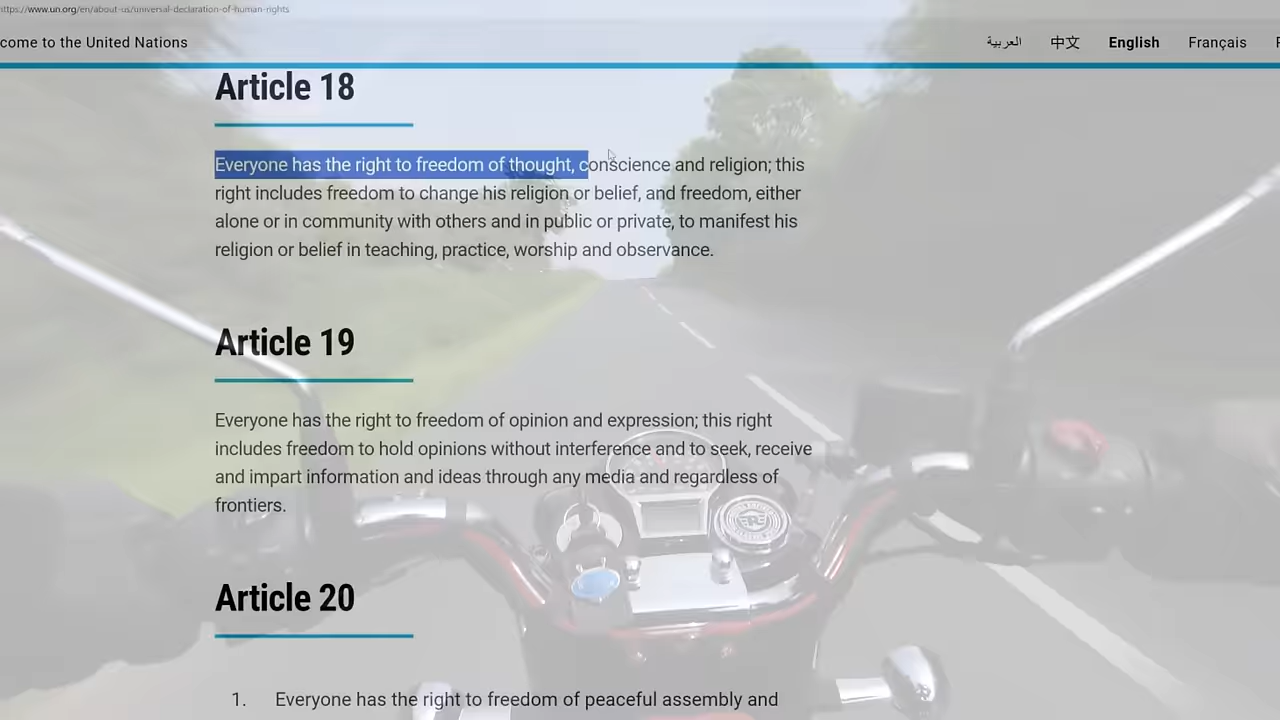 https://www.un.org/en/about-us/universal-declaration-of-human-rights
come to the United Nations
العربية 中文 English Français
Article 18
Everyone has the right to freedom of thought, conscience and religion; this
right includes freedom to change his religion or belief, and freedom, either
alone or in community with others and in public or private, to manifest his
religion or belief in teaching, practice, worship and observance.
Article 19
Everyone has the right to freedom of opinion and expression; this right
includes freedom to hold opinions without interference and to seek, receive
and impart information and ideas through any media and regardless of
frontiers.
Article 20
1. Everyone has the right to freedom of peaceful assembly and